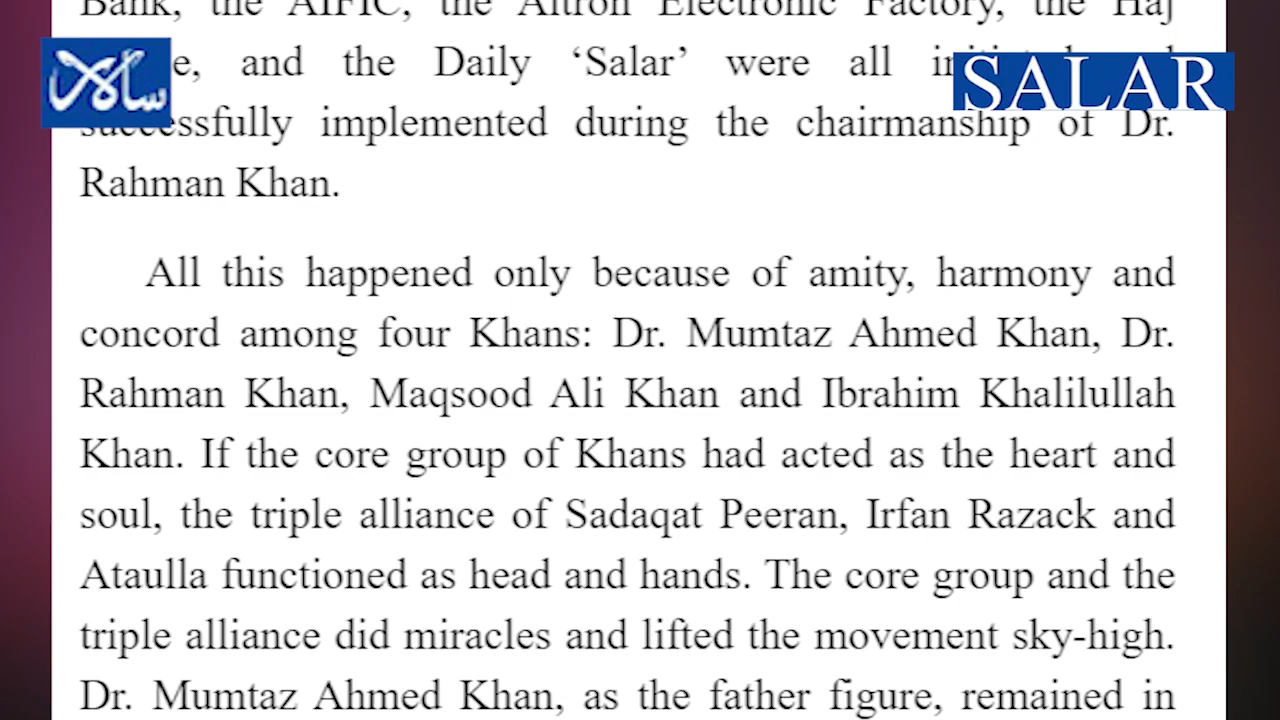 Bank, the AIFIC, the Altron Electronic Factory, the Haj
سالار
SALAR
and the Daily ‘Salar’ were all
successfully implemented during the chairmanship of Dr.
Rahman Khan.
All this happened only because of amity, harmony and
concord among four Khans: Dr. Mumtaz Ahmed Khan, Dr.
Rahman Khan, Maqsood Ali Khan and Ibrahim Khalilullah
Khan. If the core group of Khans had acted as the heart and
soul, the triple alliance of Sadaqat Peeran, Irfan Razack and
Ataulla functioned as head and hands. The core group and the
triple alliance did miracles and lifted the movement sky-high.
Dr. Mumtaz Ahmed Khan, as the father figure, remained in